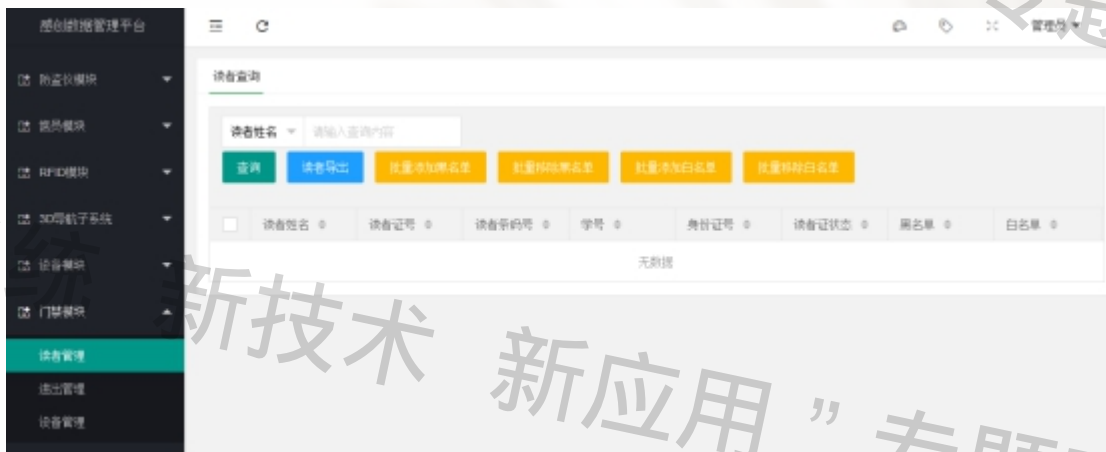 感创数据管理平台
管理员
防盗仪模块
读者查询
馆员模块
读者姓名 请输入查询内容
查询 读者导出 批量添加黑名单 批量移除黑名单 批量添加白名单 批量移除白名单
RFID模块
3D导航子系统
读者姓名 读者证号 读者条码号 学号 身份证号 读者证状态 黑名单 白名单
设备模块
无数据
门禁模块
读者管理
进出管理
设备管理
统 新技术 新应用 ” 专题